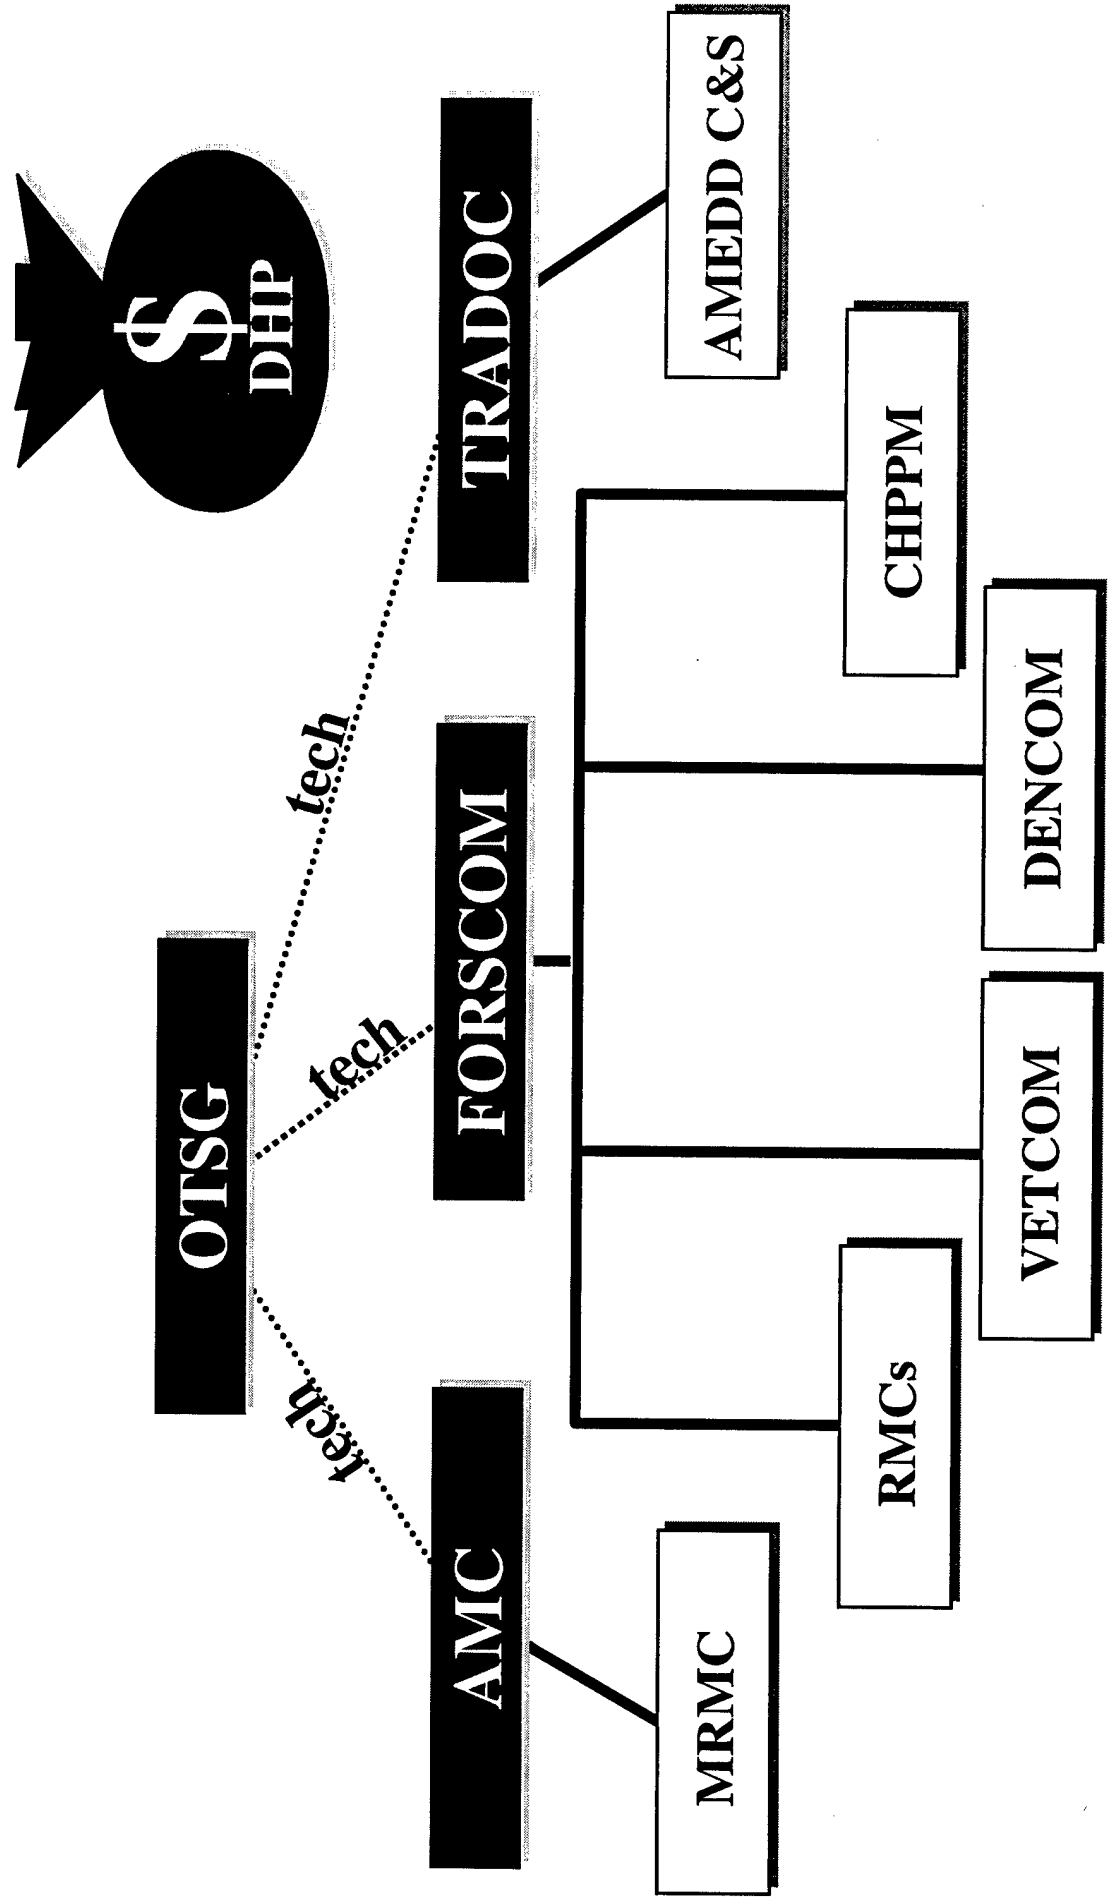 $
DHP
OTSG
tech
tech
tech
AMC
FORSCOM
TRADOC
MRMC
AMEDD C&S
RMCs
CHPPM
VETCOM
DENCOM